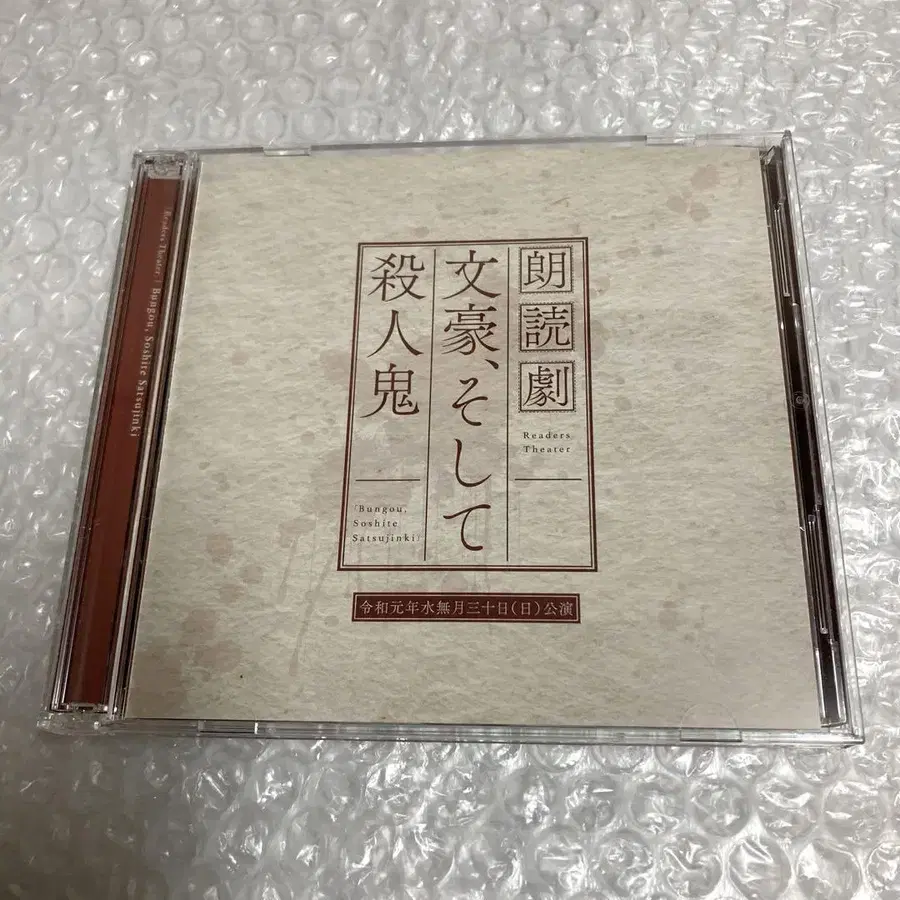 朗読劇
Readers
Theater
文豪、そして
殺人鬼
「Bungou,
Soshite
Satsujinki」
令和元年水無月三十日(日)公演
Readers Theater | Bungou, Soshite Satsujinki